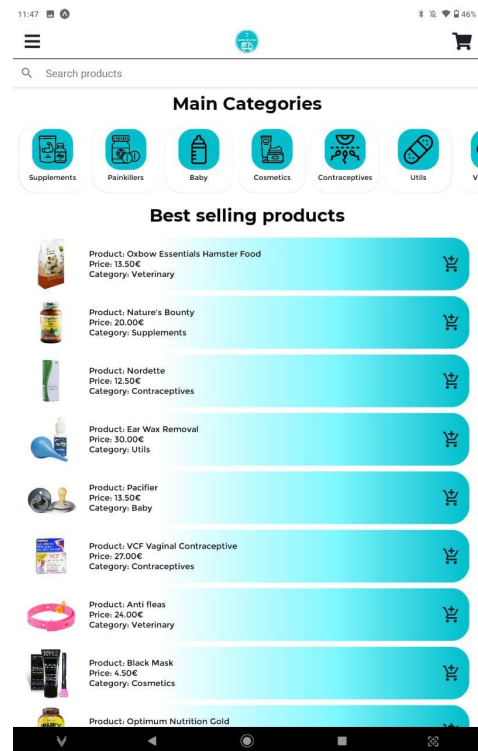 11:47
46%
Search products
Main Categories
Supplements
Painkillers
Baby
Cosmetics
Contraceptives
Utils
V
Best selling products
Product: Oxbow Essentials Hamster Food
Price: 13.50€
Category: Veterinary
Product: Nature's Bounty
Price: 20.00€
Category: Supplements
Product: Nordette
Price: 12.50€
Category: Contraceptives
Product: Ear Wax Removal
Price: 30.00€
Category: Utils
Product: Pacifier
Price: 13.50€
Category: Baby
VCF
Product: VCF Vaginal Contraceptive
Price: 27.00€
Category: Contraceptives
Product: Anti fleas
Price: 24.00€
Category: Veterinary
Product: Black Mask
Price: 4.50€
Category: Cosmetics
Product: Optimum Nutrition Gold